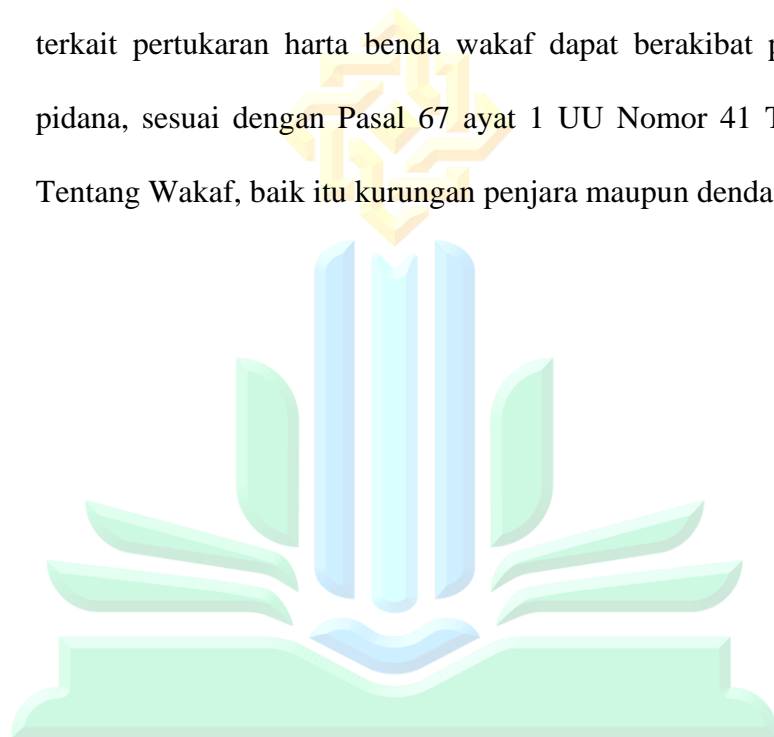 terkait pertukaran harta benda wakaf dapat berakibat
pidana, sesuai dengan Pasal 67 ayat 1 UU Nomor 41
Tentang Wakaf, baik itu kurungan penjara maupun denda